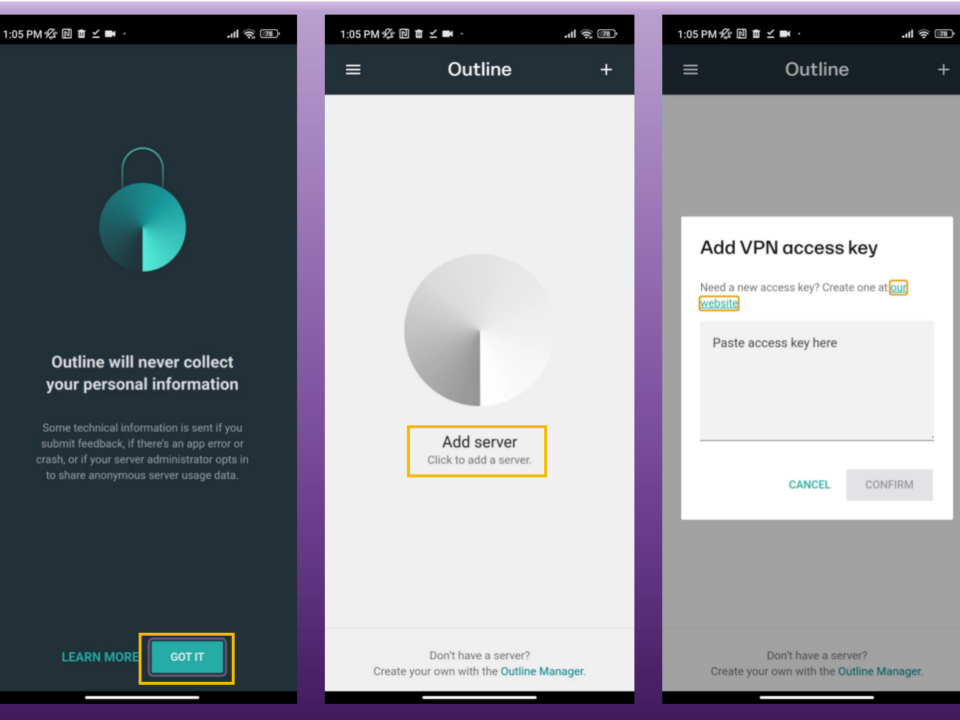 1:05 PM
78
Outline will never collect
your personal information
Some technical information is sent if you
submit feedback, if there's an app error or
crash, or if your server administrator opts in
to share anonymous server usage data.
LEARN MORE
GOT IT
1:05 PM
78
Outline
Add server
Click to add a server.
Don't have a server?
Create your own with the Outline Manager.
1:05 PM
78
Outline
Add VPN access key
Need a new access key? Create one at our
website
Paste access key here
CANCEL
CONFIRM
Don't have a server?
Create your own with the Outline Manager.